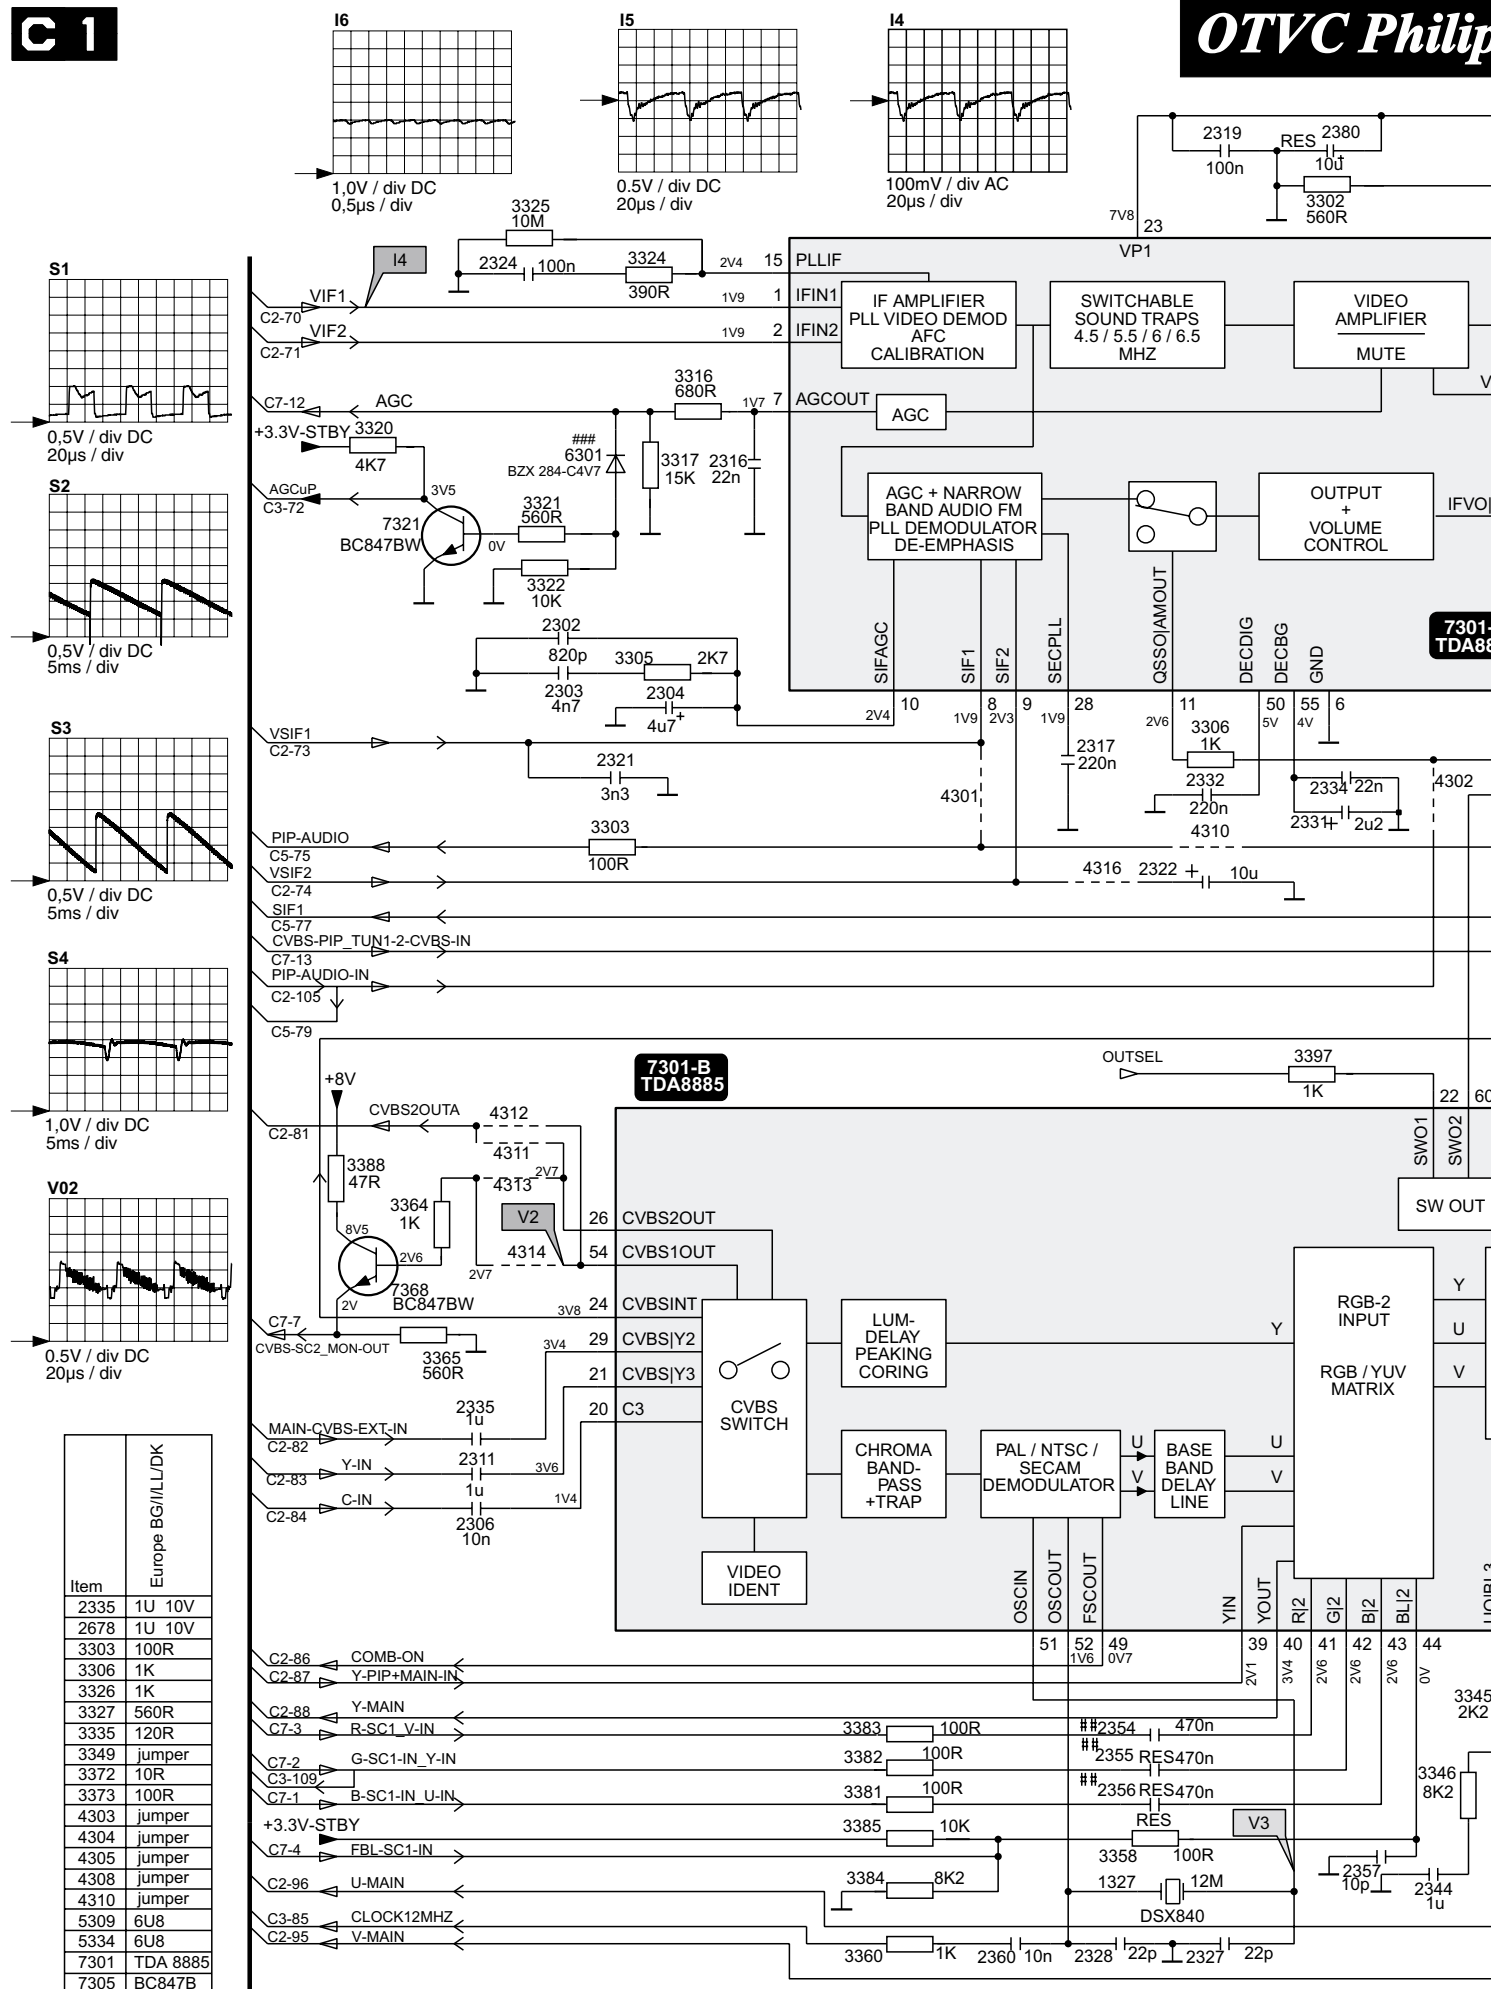 C 1
OTVC Philip
I6
1,0V / div DC
0,5µs / div
I5
0.5V / div DC
20µs / div
I4
100mV / div AC
20µs / div
2319
100n
RES
2380
10u
+
3302
560R
7V8
23
VP1
S1
0,5V / div DC
20µs / div
S2
0,5V / div DC
5ms / div
S3
0,5V / div DC
5ms / div
S4
1,0V / div DC
5ms / div
V02
0.5V / div DC
20µs / div
3325
10M
2324
100n
3324
390R
2V4
15
PLLIF
I4
VIF1
C2-70
1V9
1
IFIN1
VIF2
C2-71
1V9
2
IFIN2
IF AMPLIFIER
PLL VIDEO DEMOD
AFC
CALIBRATION
SWITCHABLE
SOUND TRAPS
4.5 / 5.5 / 6 / 6.5
MHZ
VIDEO
AMPLIFIER
MUTE
V
C7-12
AGC
3316
680R
1V7
7
AGCOUT
AGC
+3.3V-STBY
3320
4K7
###
6301
BZX 284-C4V7
3317
15K
2316
22n
AGCuP
C3-72
3V5
7321
BC847BW
0V
3321
560R
3322
10K
AGC + NARROW
BAND AUDIO FM
PLL DEMODULATOR
DE-EMPHASIS
OUTPUT
+
VOLUME
CONTROL
IFVO|
7301-
TDA88
SIFAGC
SIF1
SIF2
SECPLL
QSSO|AMOUT
DECDIG
DECBG
GND
2302
820p
3305
2K7
2303
4n7
2304
4u7
+
2V4
10
8
1V9
2V3
9
1V9
28
2V6
11
50
5V
55
4V
6
VSIF1
C2-73
2321
3n3
4301
2317
220n
3306
1K
2332
220n
4310
2334
22n
2331
+
2u2
4302
PIP-AUDIO
C5-75
3303
100R
VSIF2
C2-74
4316
2322
+
10u
SIF1
C5-77
CVBS-PIP_TUN1-2-CVBS-IN
C7-13
PIP-AUDIO-IN
C2-105
C5-79
7301-B
TDA8885
OUTSEL
3397
1K
22
60
SWO1
SWO2
SW OUT
+8V
CVBS2OUTA
C2-81
4312
4311
2V7
4313
3388
47R
3364
1K
V2
4314
2V7
8V5
2V6
7368
BC847BW
2V
26
CVBS2OUT
54
CVBS1OUT
3V8
24
CVBSINT
3V4
29
CVBS|Y2
21
CVBS|Y3
20
C3
C7-7
CVBS-SC2_MON-OUT
3365
560R
MAIN-CVBS-EXT-IN
C2-82
2335
1u
Y-IN
C2-83
2311
1u
3V6
C-IN
C2-84
2306
10n
1V4
CVBS
SWITCH
VIDEO
IDENT
LUM-
DELAY
PEAKING
CORING
CHROMA
BAND-
PASS
+TRAP
PAL / NTSC /
SECAM
DEMODULATOR
U
V
BASE
BAND
DELAY
LINE
Y
U
V
RGB-2
INPUT
RGB / YUV
MATRIX
Y
U
V
OSCIN
OSCOUT
FSCOUT
YIN
YOUT
R|2
G|2
B|2
BL|2
51
52
1V6
49
0V7
39
2V1
40
3V4
41
2V6
42
2V6
43
2V6
44
0V
Item
Europe BG/I/LL/DK
2335 1U 10V
2678 1U 10V
3303 100R
3306 1K
3326 1K
3327 560R
3335 120R
3349 jumper
3372 10R
3373 100R
4303 jumper
4304 jumper
4305 jumper
4308 jumper
4310 jumper
5309 6U8
5334 6U8
7301 TDA 8885
7305 BC847B
C2-86
COMB-ON
C2-87
Y-PIP+MAIN-IN
C2-88
Y-MAIN
C7-3
R-SC1_V-IN
3383
100R
##
2354
470n
C7-2
G-SC1-IN_Y-IN
3382
100R
##
2355
RES
470n
C3-109
C7-1
B-SC1-IN_U-IN
3381
100R
##
2356
RES
470n
+3.3V-STBY
3385
10K
RES
3358
100R
V3
C7-4
FBL-SC1-IN
3384
8K2
C2-96
U-MAIN
1327
12M
DSX840
C3-85
CLOCK12MHZ
C2-95
V-MAIN
3360
1K
2360
10n
2328
22p
2327
22p
3345
2K2
3346
8K2
2357
10p
2344
1u